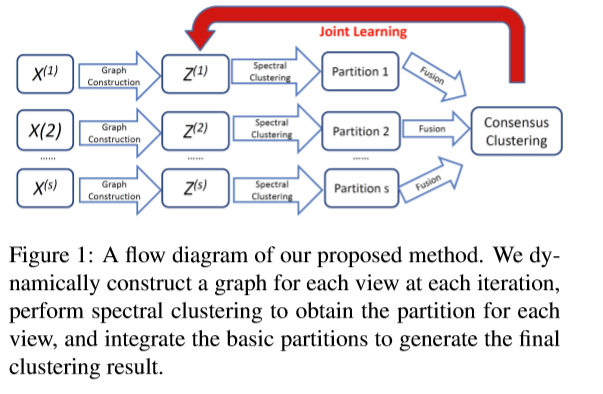 Joint Learning
X(1)
Graph
Construction
Z(1)
Spectral
Clustering
Partition 1
Fusion
X(2)
Graph
Construction
Z(2)
Spectral
Clustering
Partition 2
Fusion
Consensus
Clustering
......
......
......
X(s)
Graph
Construction
Z(s)
Spectral
Clustering
Partition s
Fusion
Figure 1: A flow diagram of our proposed method. We dy-
namically construct a graph for each view at each iteration,
perform spectral clustering to obtain the partition for each
view, and integrate the basic partitions to generate the final
clustering result.